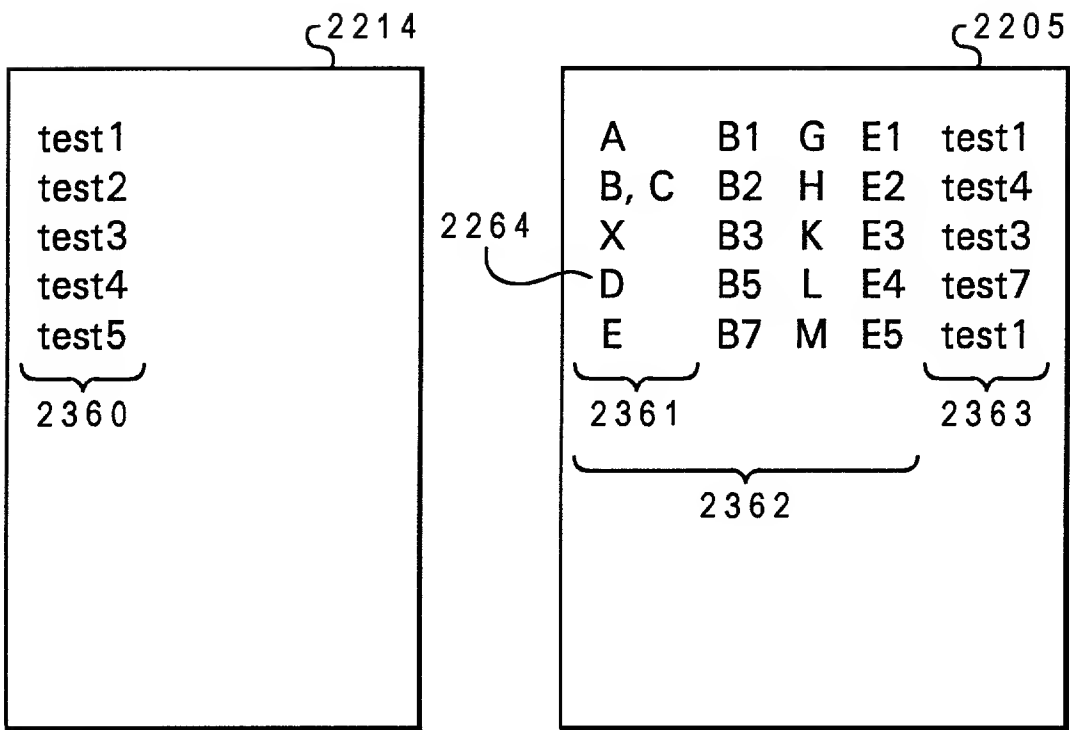 2214
test1
test2
test3
test4
test5
2360
2205
A B1 G E1 test1
B, C B2 H E2 test4
X B3 K E3 test3
2264
D B5 L E4 test7
E B7 M E5 test1
2361 2363
2362